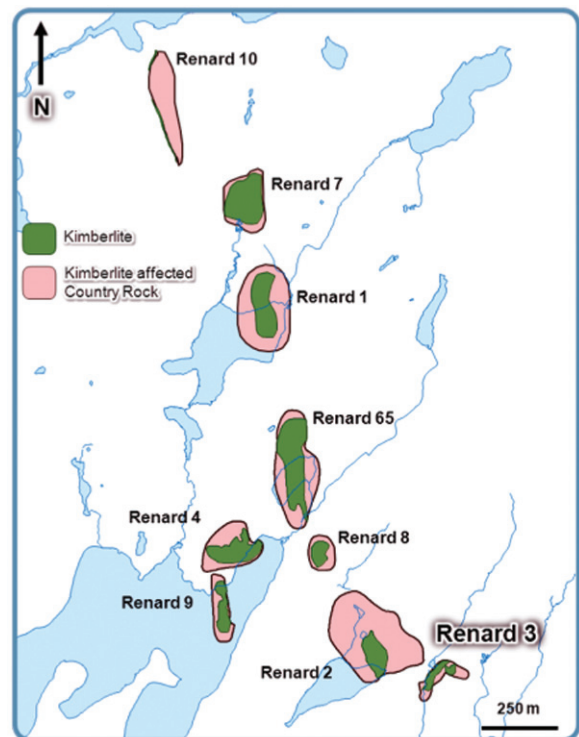 Renard 10
N
Renard 7
Kimberlite
Kimberlite affected
Country Rock
Renard 1
Renard 65
Renard 4
Renard 8
Renard 9
Renard 3
Renard 2
250 m